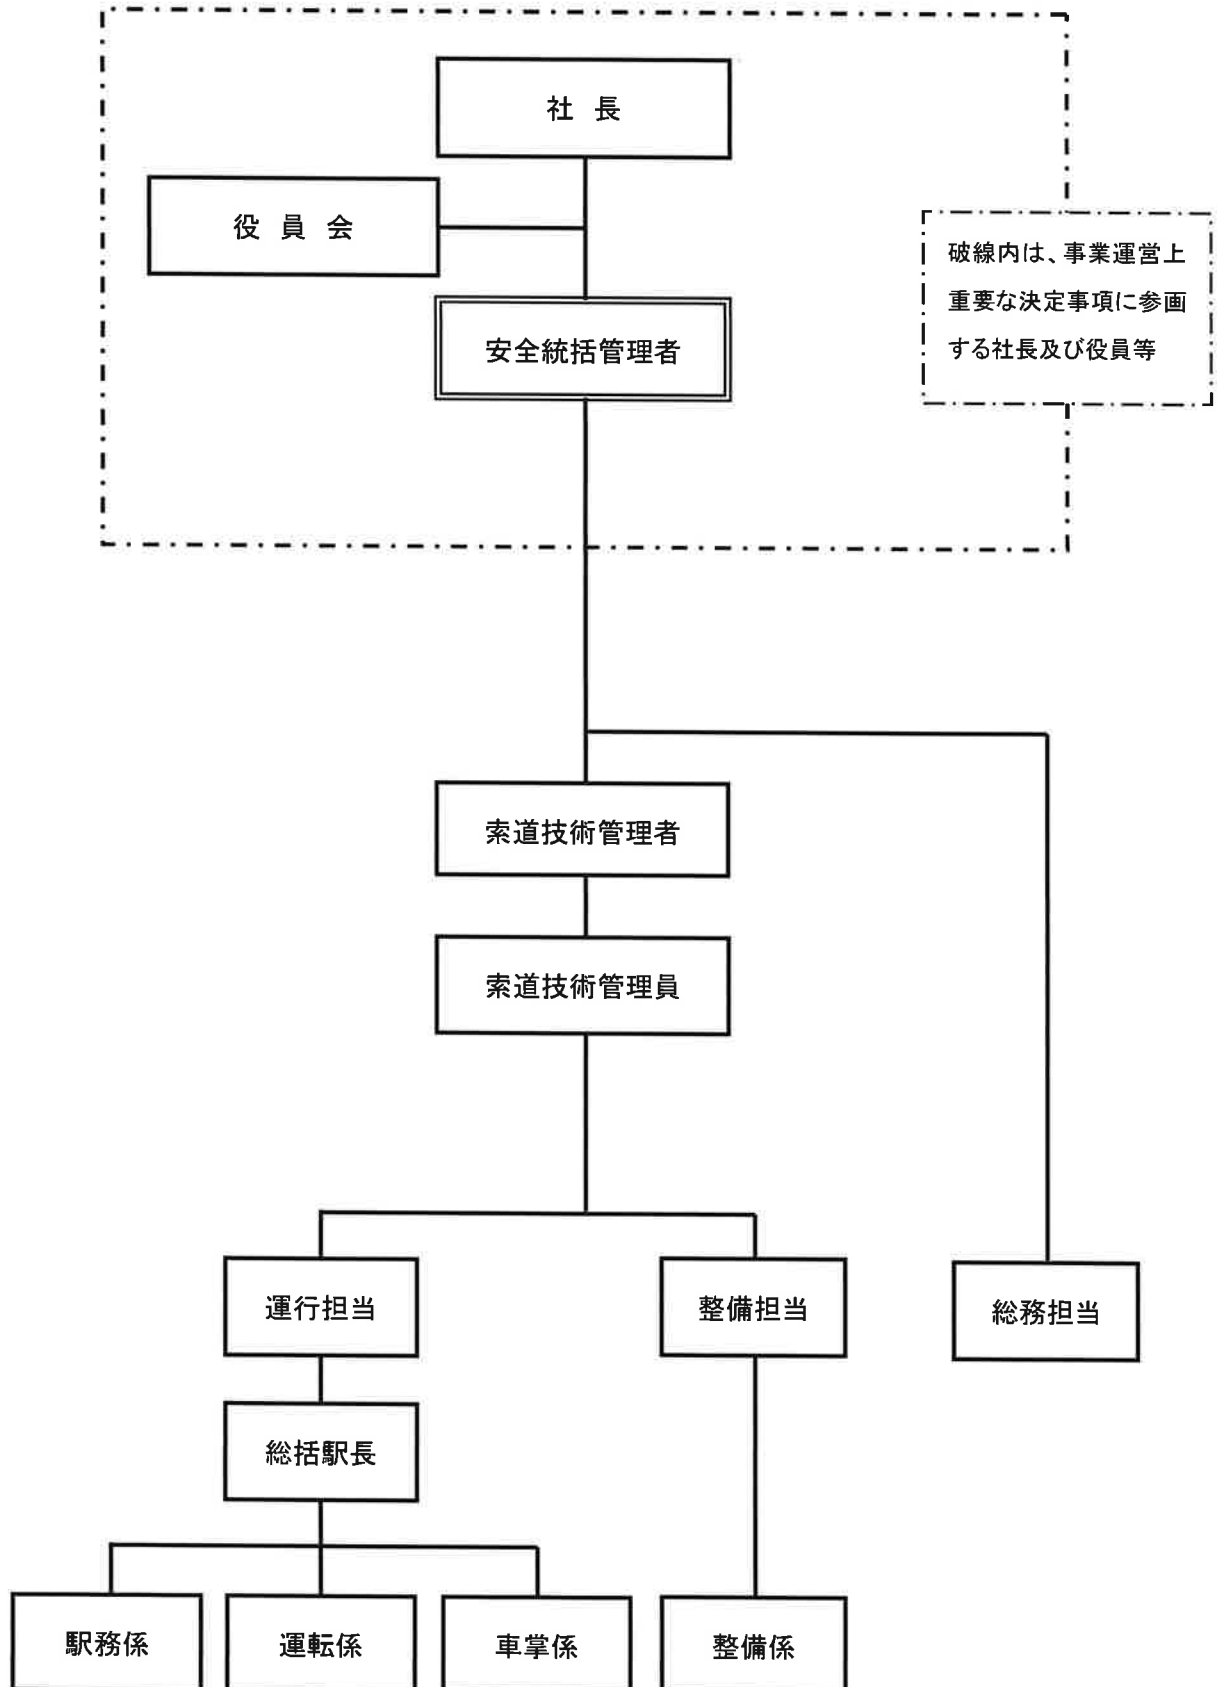 社長
役員会
破線内は、事業運営上
重要な決定事項に参画
する社長及び役員等
安全統括管理者
索道技術管理者
索道技術管理員
運行担当
整備担当
総務担当
総括駅長
駅務係
運転係
車掌係
整備係